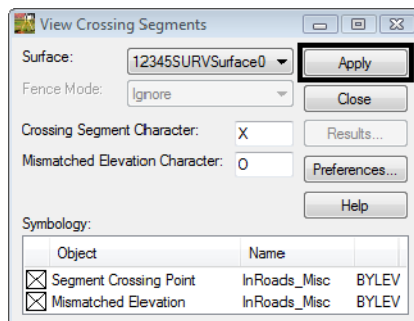 View Crossing Segments
Surface: 12345SURVSurface0 Apply
Fence Mode: Ignore Close
Crossing Segment Character: X Results...
Mismatched Elevation Character: O Preferences...
Help
Symbology:
Object Name
Segment Crossing Point InRoads_Misc BYLEV
Mismatched Elevation InRoads_Misc BYLEV